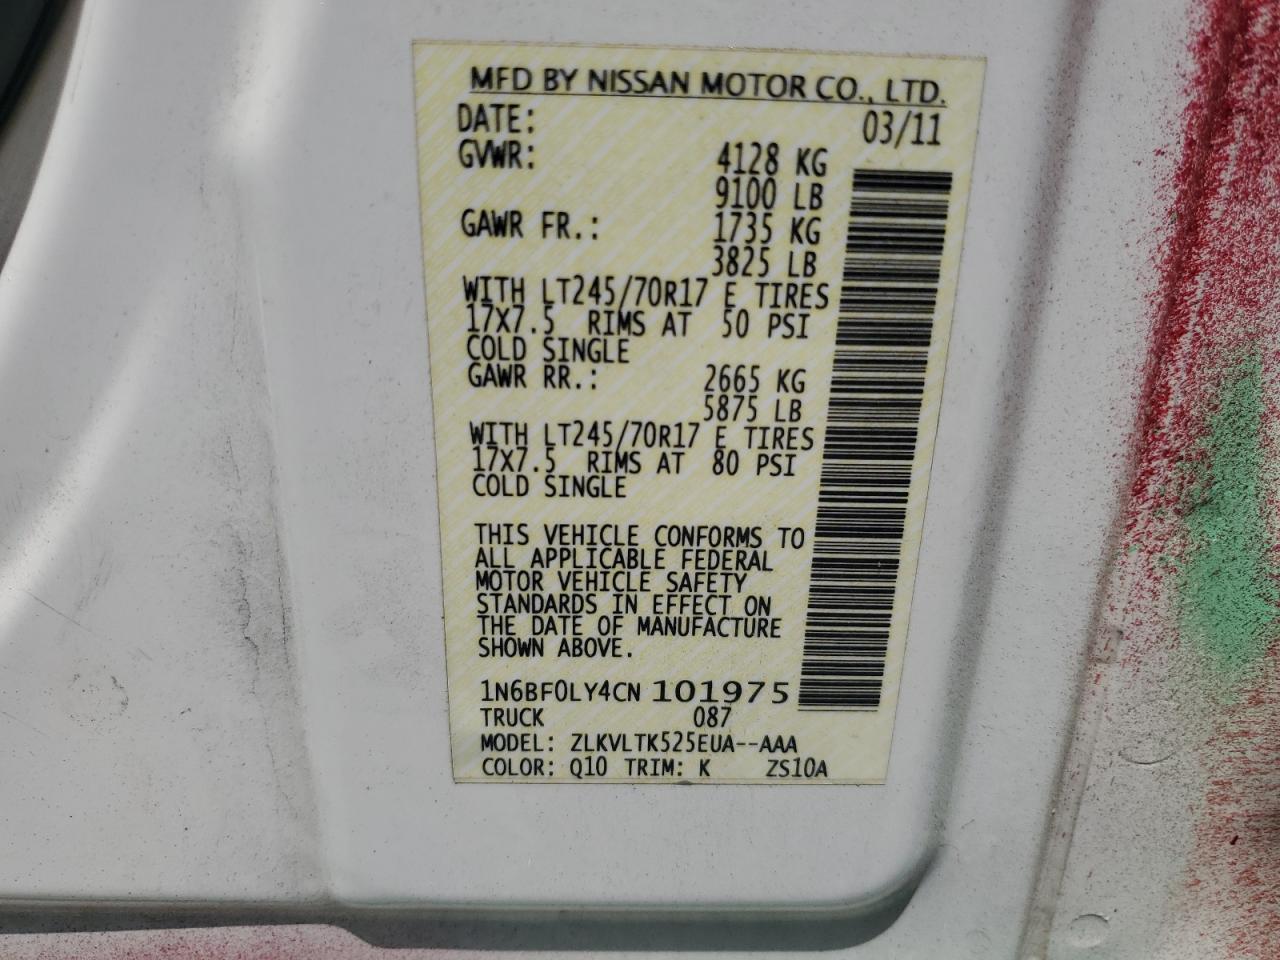 MFD BY NISSAN MOTOR CO., LTD.
DATE: 03/11
GVWR: 4128 KG
9100 LB
GAWR FR.: 1735 KG
3825 LB
WITH LT245/70R17 E TIRES
17X7.5 RIMS AT 50 PSI
COLD SINGLE
GAWR RR.: 2665 KG
5875 LB
WITH LT245/70R17 E TIRES
17X7.5 RIMS AT 80 PSI
COLD SINGLE
THIS VEHICLE CONFORMS TO
ALL APPLICABLE FEDERAL
MOTOR VEHICLE SAFETY
STANDARDS IN EFFECT ON
THE DATE OF MANUFACTURE
SHOWN ABOVE.
1N6BF0LY4CN 101975
TRUCK 087
MODEL: ZLKVLTK525EUA--AAA
COLOR: Q10 TRIM: K ZS10A